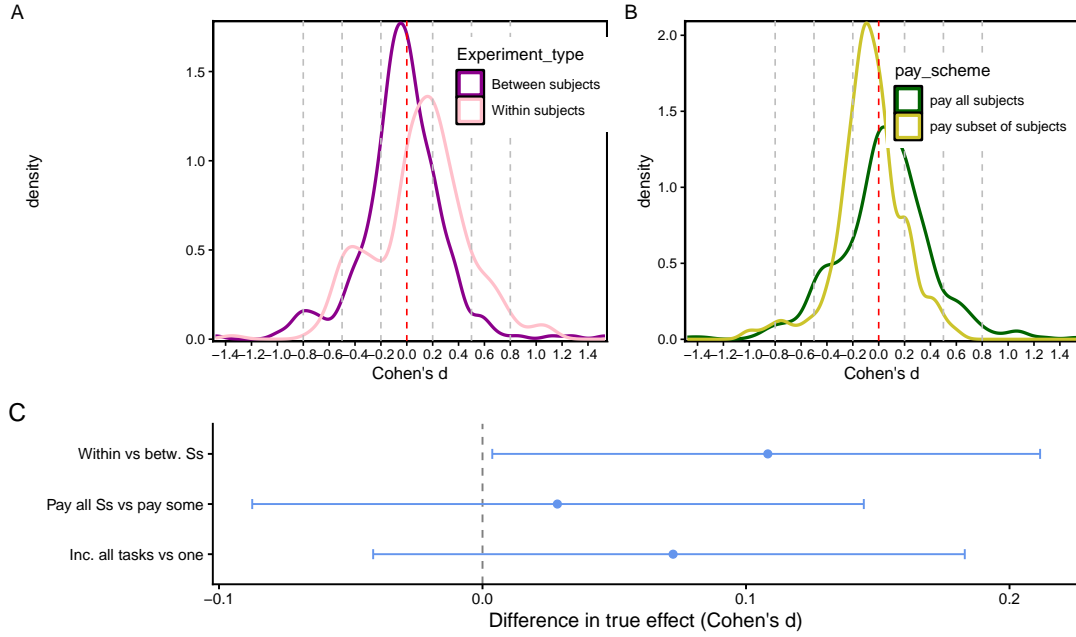 A
density
0.0
0.5
1.0
1.5
−1.4
−1.2
−1.0
−0.8
−0.6
−0.4
−0.2
0.0
0.2
0.4
0.6
0.8
1.0
1.2
1.4
Cohen's d
Experiment_type
Between subjects
Within subjects
B
density
0.0
0.5
1.0
1.5
2.0
−1.4
−1.2
−1.0
−0.8
−0.6
−0.4
−0.2
0.0
0.2
0.4
0.6
0.8
1.0
1.2
1.4
Cohen's d
pay_scheme
pay all subjects
pay subset of subjects
C
Within vs betw. Ss
Pay all Ss vs pay some
Inc. all tasks vs one
−0.1
0.0
0.1
0.2
Difference in true effect (Cohen's d)